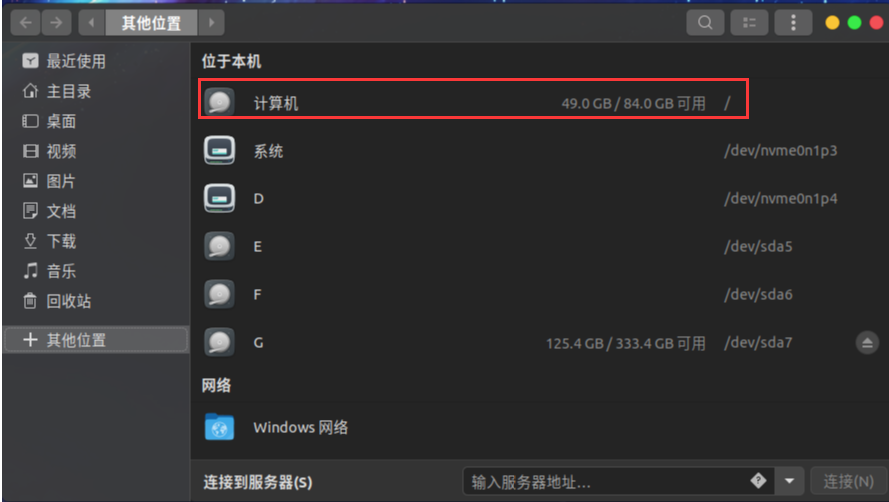 其他位置
最近使用
主目录
桌面
视频
图片
文档
下载
音乐
回收站
其他位置
位于本机
计算机 49.0 GB / 84.0 GB 可用 /
系统 /dev/nvme0n1p3
D /dev/nvme0n1p4
E /dev/sda5
F /dev/sda6
G 125.4 GB / 333.4 GB 可用 /dev/sda7
网络
Windows 网络
连接到服务器(S) 输入服务器地址... 连接(N)